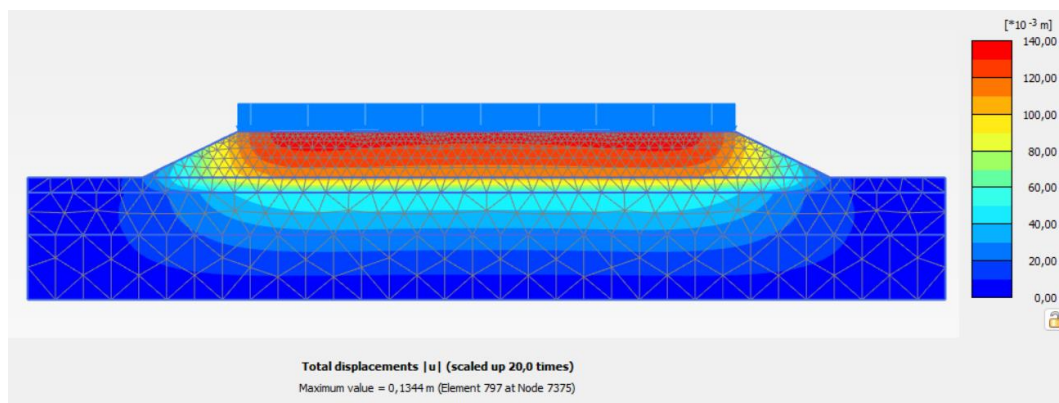 [*10 -3 m]
140,00
120,00
100,00
80,00
60,00
40,00
20,00
0,00
Total displacements |u| (scaled up 20,0 times)
Maximum value = 0,1344 m (Element 797 at Node 7375)